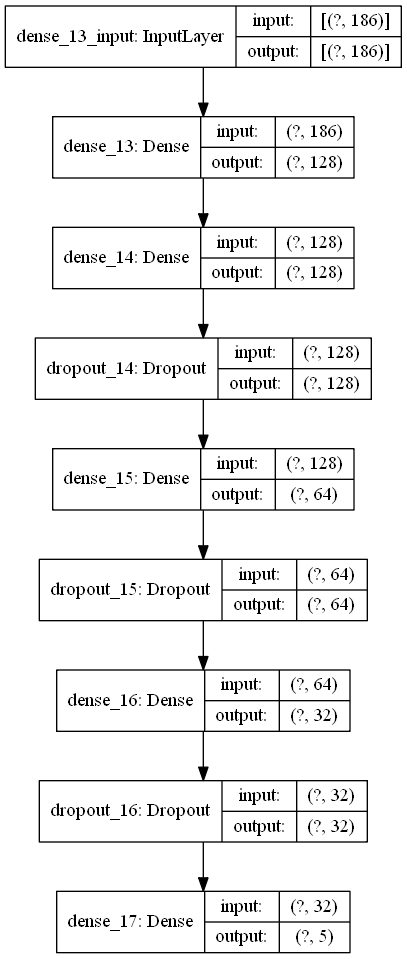 dense_13_input: InputLayer input: [(?, 186)]
output: [(?, 186)]
dense_13: Dense input: (?, 186)
output: (?, 128)
dense_14: Dense input: (?, 128)
output: (?, 128)
dropout_14: Dropout input: (?, 128)
output: (?, 128)
dense_15: Dense input: (?, 128)
output: (?, 64)
dropout_15: Dropout input: (?, 64)
output: (?, 64)
dense_16: Dense input: (?, 64)
output: (?, 32)
dropout_16: Dropout input: (?, 32)
output: (?, 32)
dense_17: Dense input: (?, 32)
output: (?, 5)